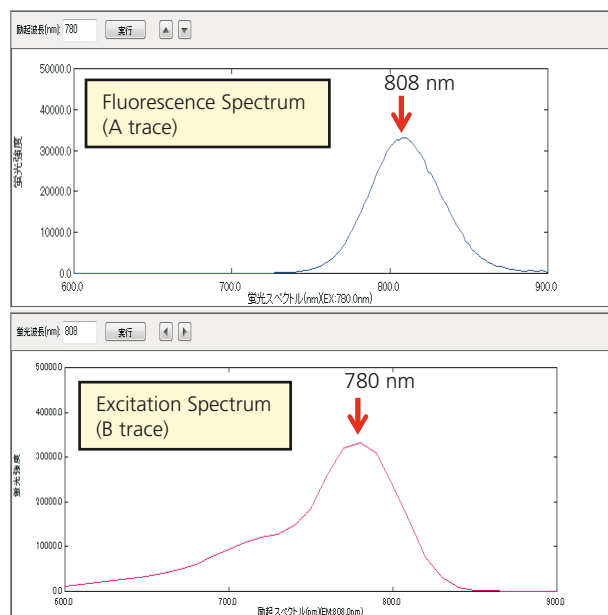 励起波長(nm): 780 実行
50000.0
40000.0
30000.0
20000.0
10000.0
0.0
蛍光強度
Fluorescence Spectrum
(A trace)
808 nm
600.0 700.0 800.0 900.0
蛍光スペクトル(nm)(EX:780.0nm)
蛍光波長(nm): 808 実行
500000.0
400000.0
300000.0
200000.0
100000.0
0.0
蛍光強度
Excitation Spectrum
(B trace)
780 nm
600.0 700.0 800.0 900.0
励起スペクトル(nm)(EM:808.0nm)